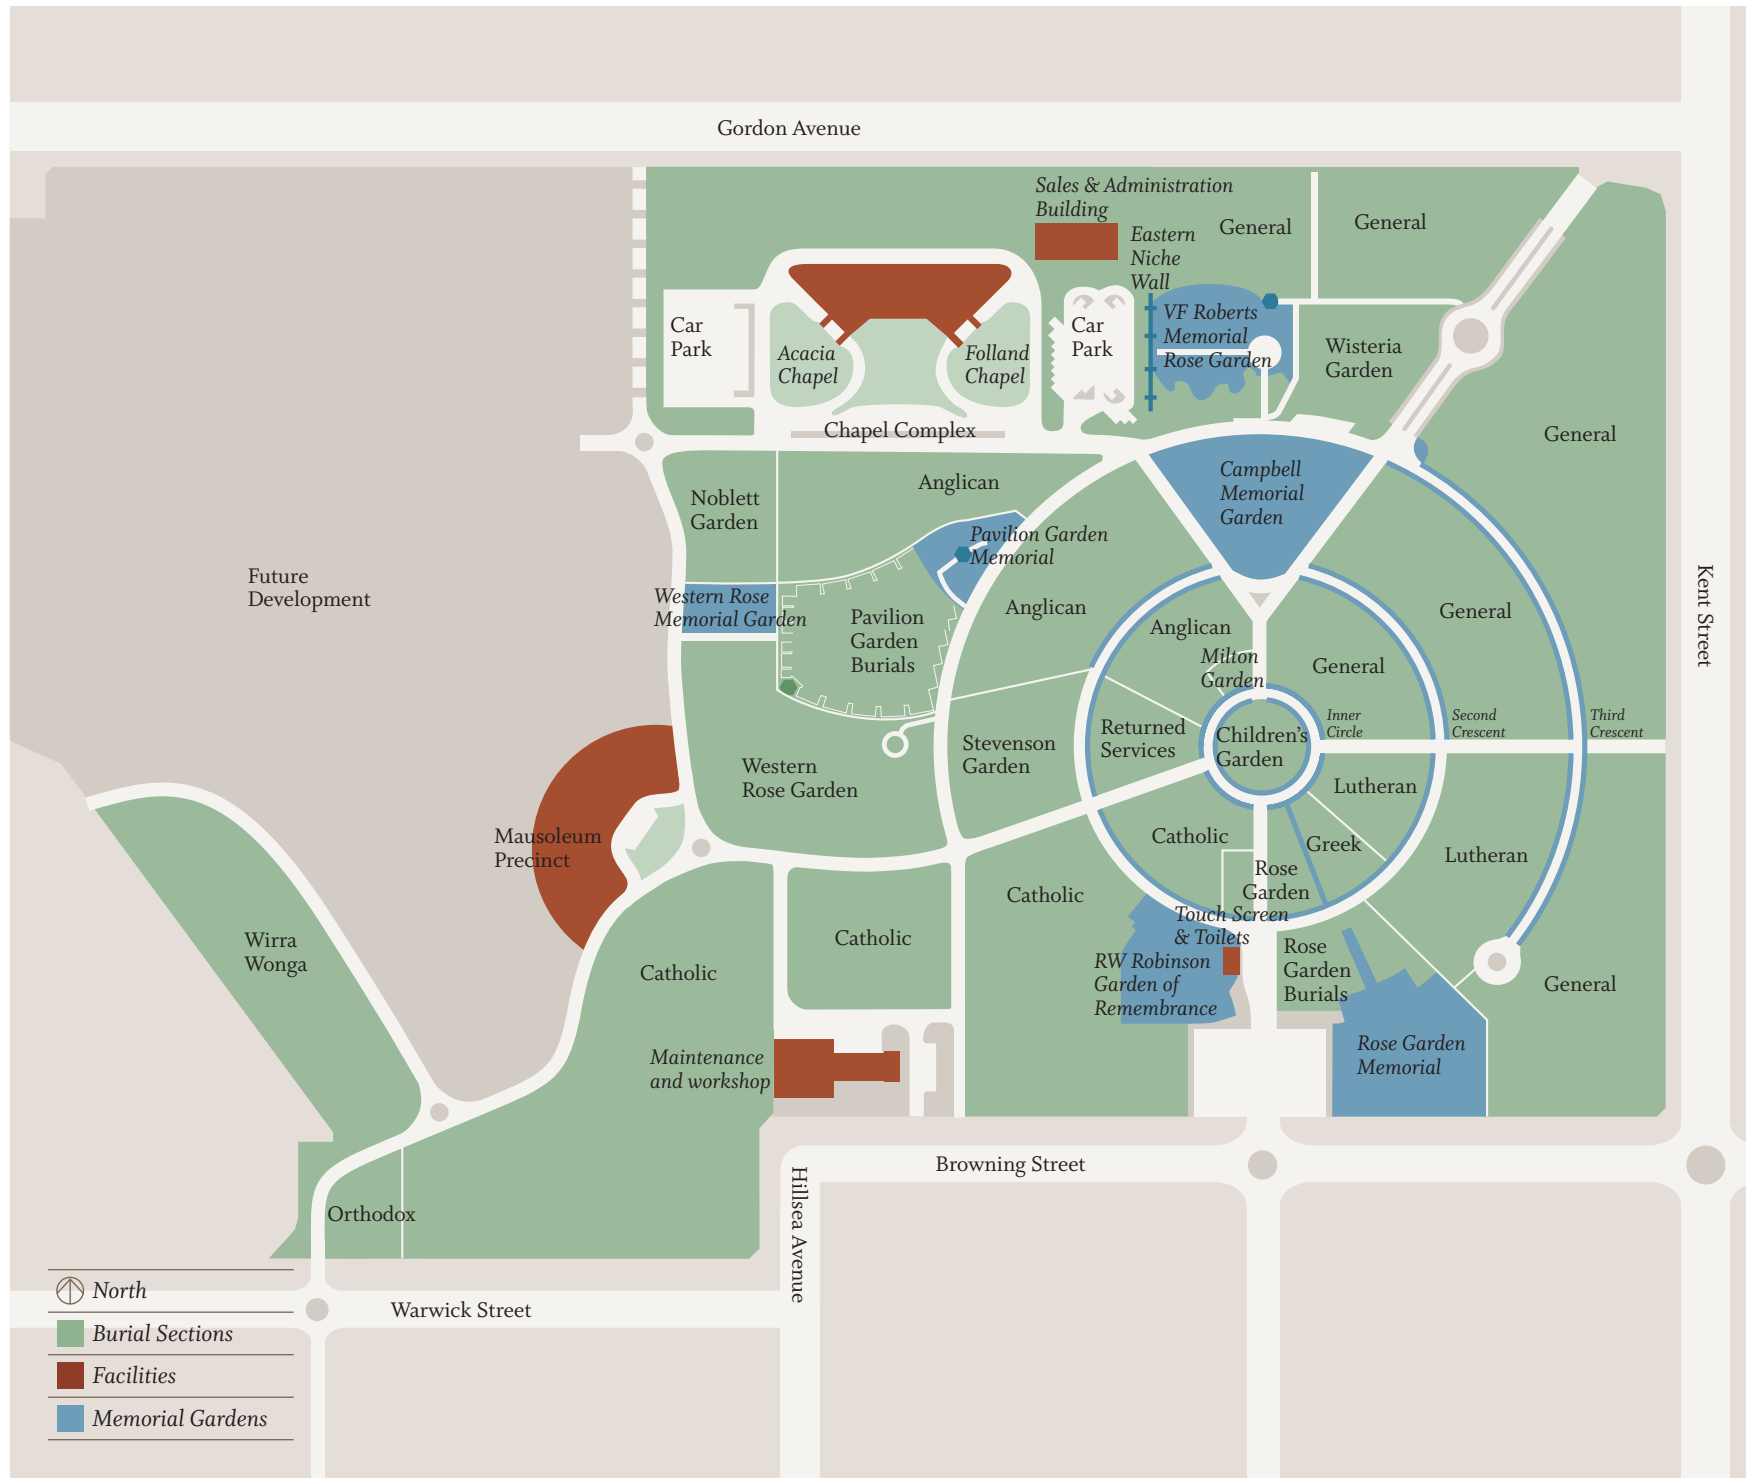 Gordon Avenue
Sales & Administration
Building
General
General
Eastern
Niche
Wall
Car
Park
Acacia
Chapel
Folland
Chapel
Car
Park
VF Roberts
Memorial
Rose Garden
Wisteria
Garden
Chapel Complex
General
Campbell
Memorial
Garden
Noblett
Garden
Anglican
Pavilion Garden
Memorial
Future
Development
Western Rose
Memorial Garden
Pavilion
Garden
Burials
Anglican
Anglican
Milton
Garden
General
General
Kent Street
Returned
Services
Children's
Garden
Inner
Circle
Second
Crescent
Third
Crescent
Stevenson
Garden
Western
Rose Garden
Lutheran
Mausoleum
Precinct
Catholic
Greek
Lutheran
Rose
Garden
Catholic
Touch Screen
& Toilets
Wirra
Wonga
Catholic
Catholic
RW Robinson
Garden of
Remembrance
Rose
Garden
Burials
General
Maintenance
and workshop
Rose Garden
Memorial
Browning Street
Hillsea Avenue
Orthodox
Warwick Street
North
Burial Sections
Facilities
Memorial Gardens